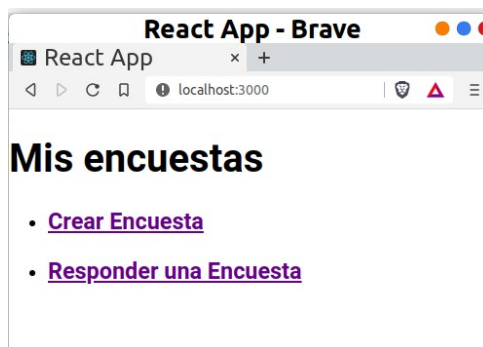 React App - Brave
React App
localhost:3000
Mis encuestas
Crear Encuesta
Responder una Encuesta